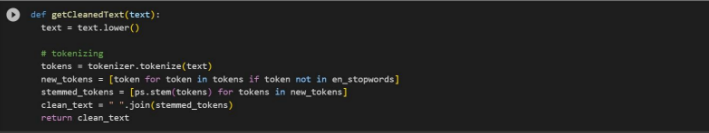 def getCleanedText(text):
  text = text.lower()

  # tokenizing
  tokens = tokenizer.tokenize(text)
  new_tokens = [token for token in tokens if token not in en_stopwords]
  stemmed_tokens = [ps.stem(tokens) for tokens in new_tokens]
  clean_text = " ".join(stemmed_tokens)
  return clean_text